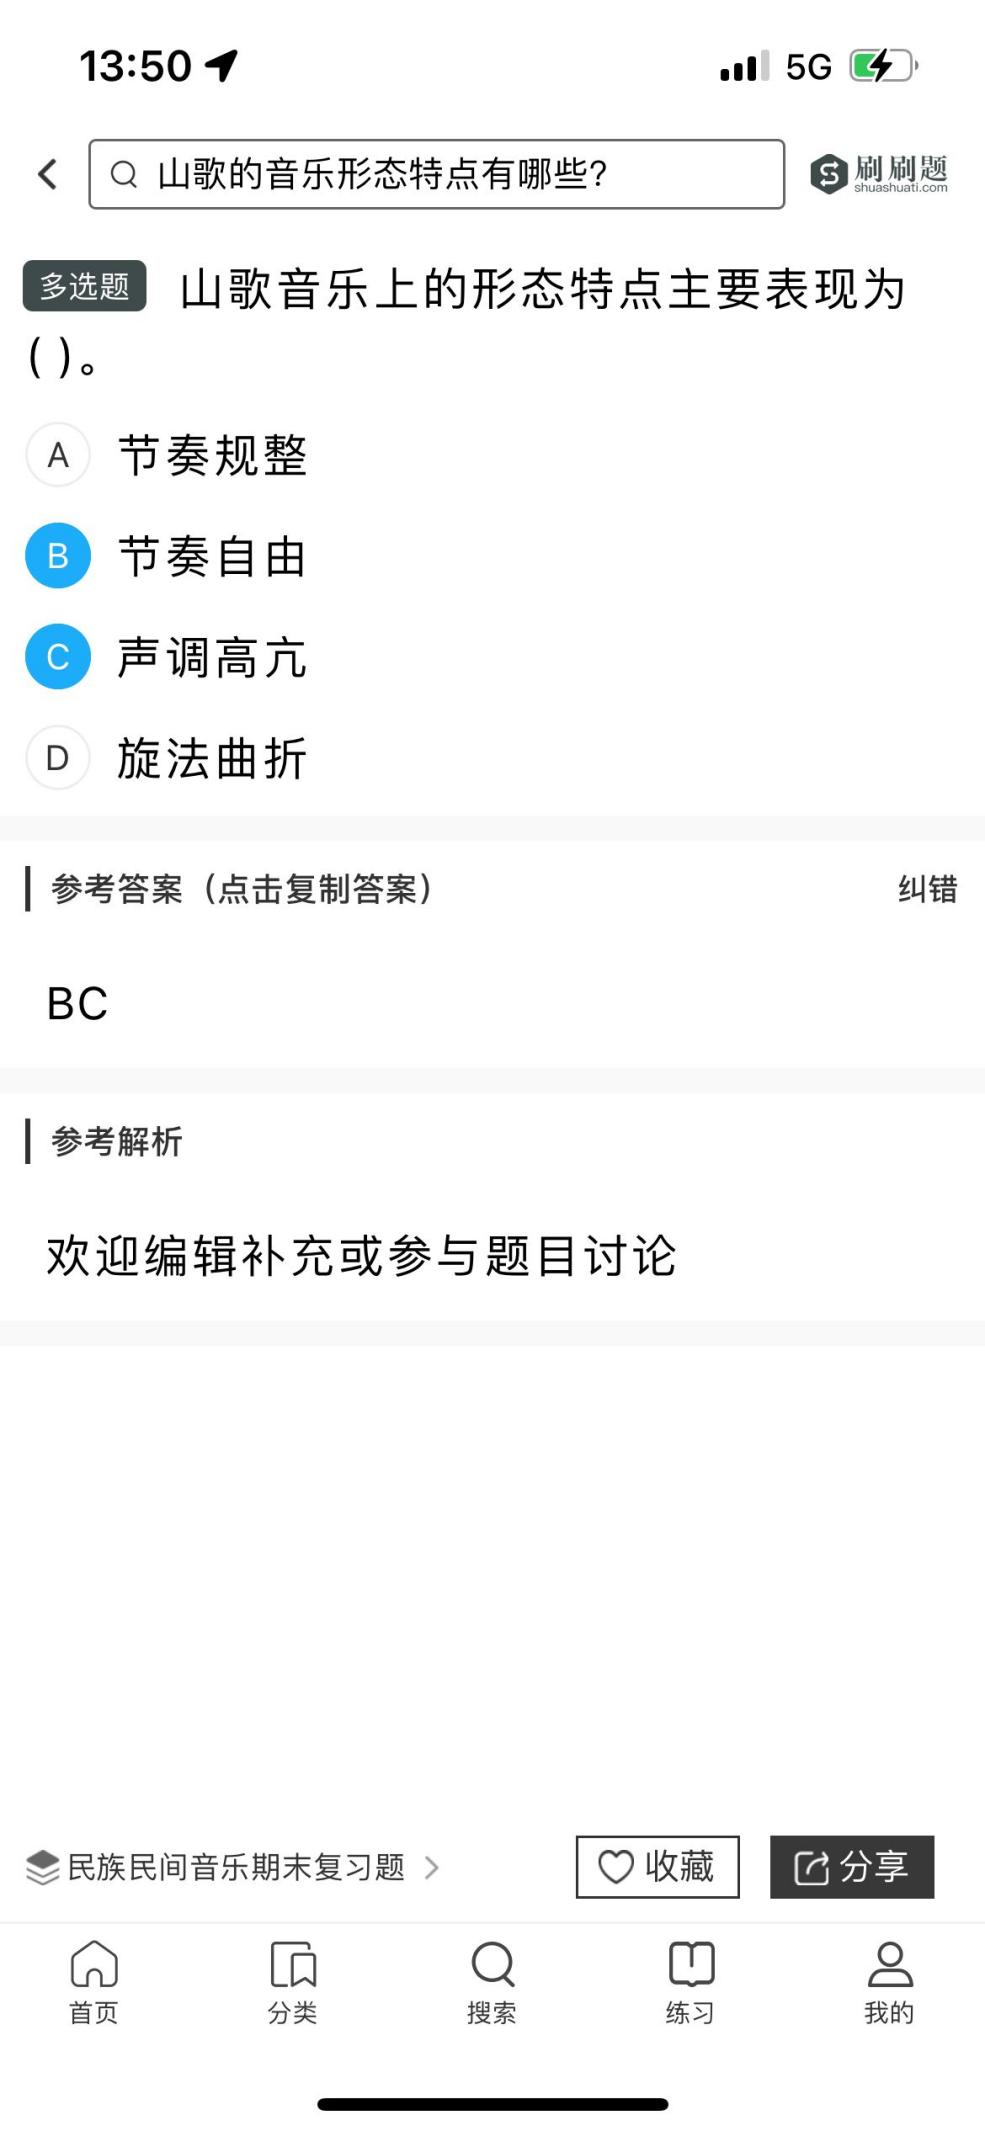 13:50
5G
山歌的音乐形态特点有哪些?
刷刷题
shuashuati.com
多选题 山歌音乐上的形态特点主要表现为
( )。
A 节奏规整
B 节奏自由
C 声调高亢
D 旋法曲折
参考答案（点击复制答案）
纠错
BC
参考解析
欢迎编辑补充或参与题目讨论
民族民间音乐期末复习题
收藏
分享
首页
分类
搜索
练习
我的